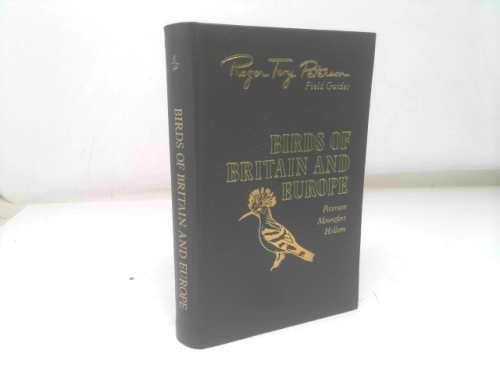 Roger Tory Peterson
Field Guides
BIRDS OF
BRITAIN AND
EUROPE
Peterson
Mountfort
Hollom
BIRDS OF BRITAIN AND EUROPE